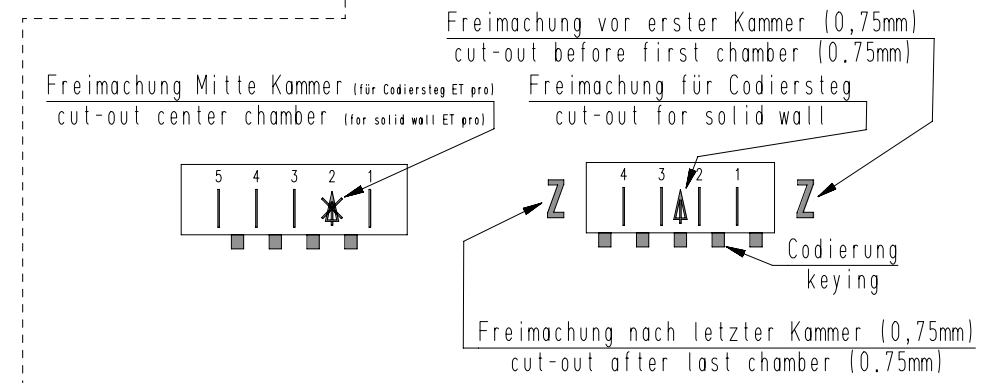 Freimachung vor erster Kammer (0,75mm)
cut-out before first chamber (0.75mm)
Freimachung Mitte Kammer (für Codiersteg ET pro)
cut-out center chamber (for solid wall ET pro)
Freimachung für Codiersteg
cut-out for solid wall
5 4 3 2 1
Z 4 3 2 1 Z
Codierung
keying
Freimachung nach letzter Kammer (0,75mm)
cut-out after last chamber (0.75mm)